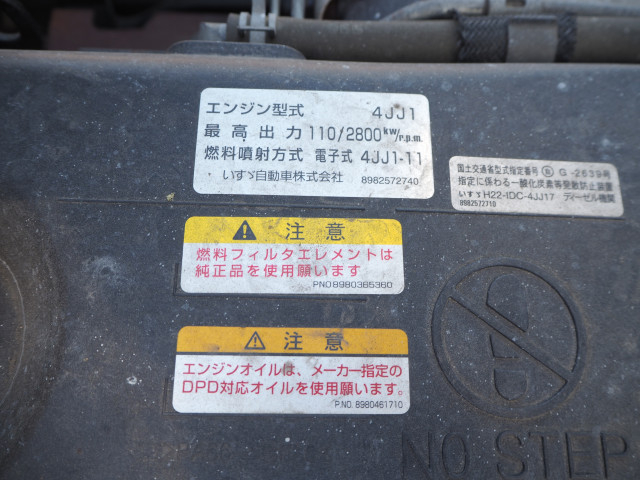 エンジン型式 4JJ1
最高出力 110/2800 kW/r.p.m.
燃料噴射方式 電子式 4JJ1-11
いすゞ自動車株式会社 8982572740
国土交通省型式指定番号 Ⓑ G-2639号
指定に係わる一酸化炭素等発散防止装置
いすゞ H22-IDC-4JJ17 ディーゼル機関
8982572710
注意
燃料フィルタエレメントは
純正品を使用願います
PNO 8980365360
注意
エンジンオイルは、メーカー指定の
DPD対応オイルを使用願います。
P.NO. 8980461710
NO STEP